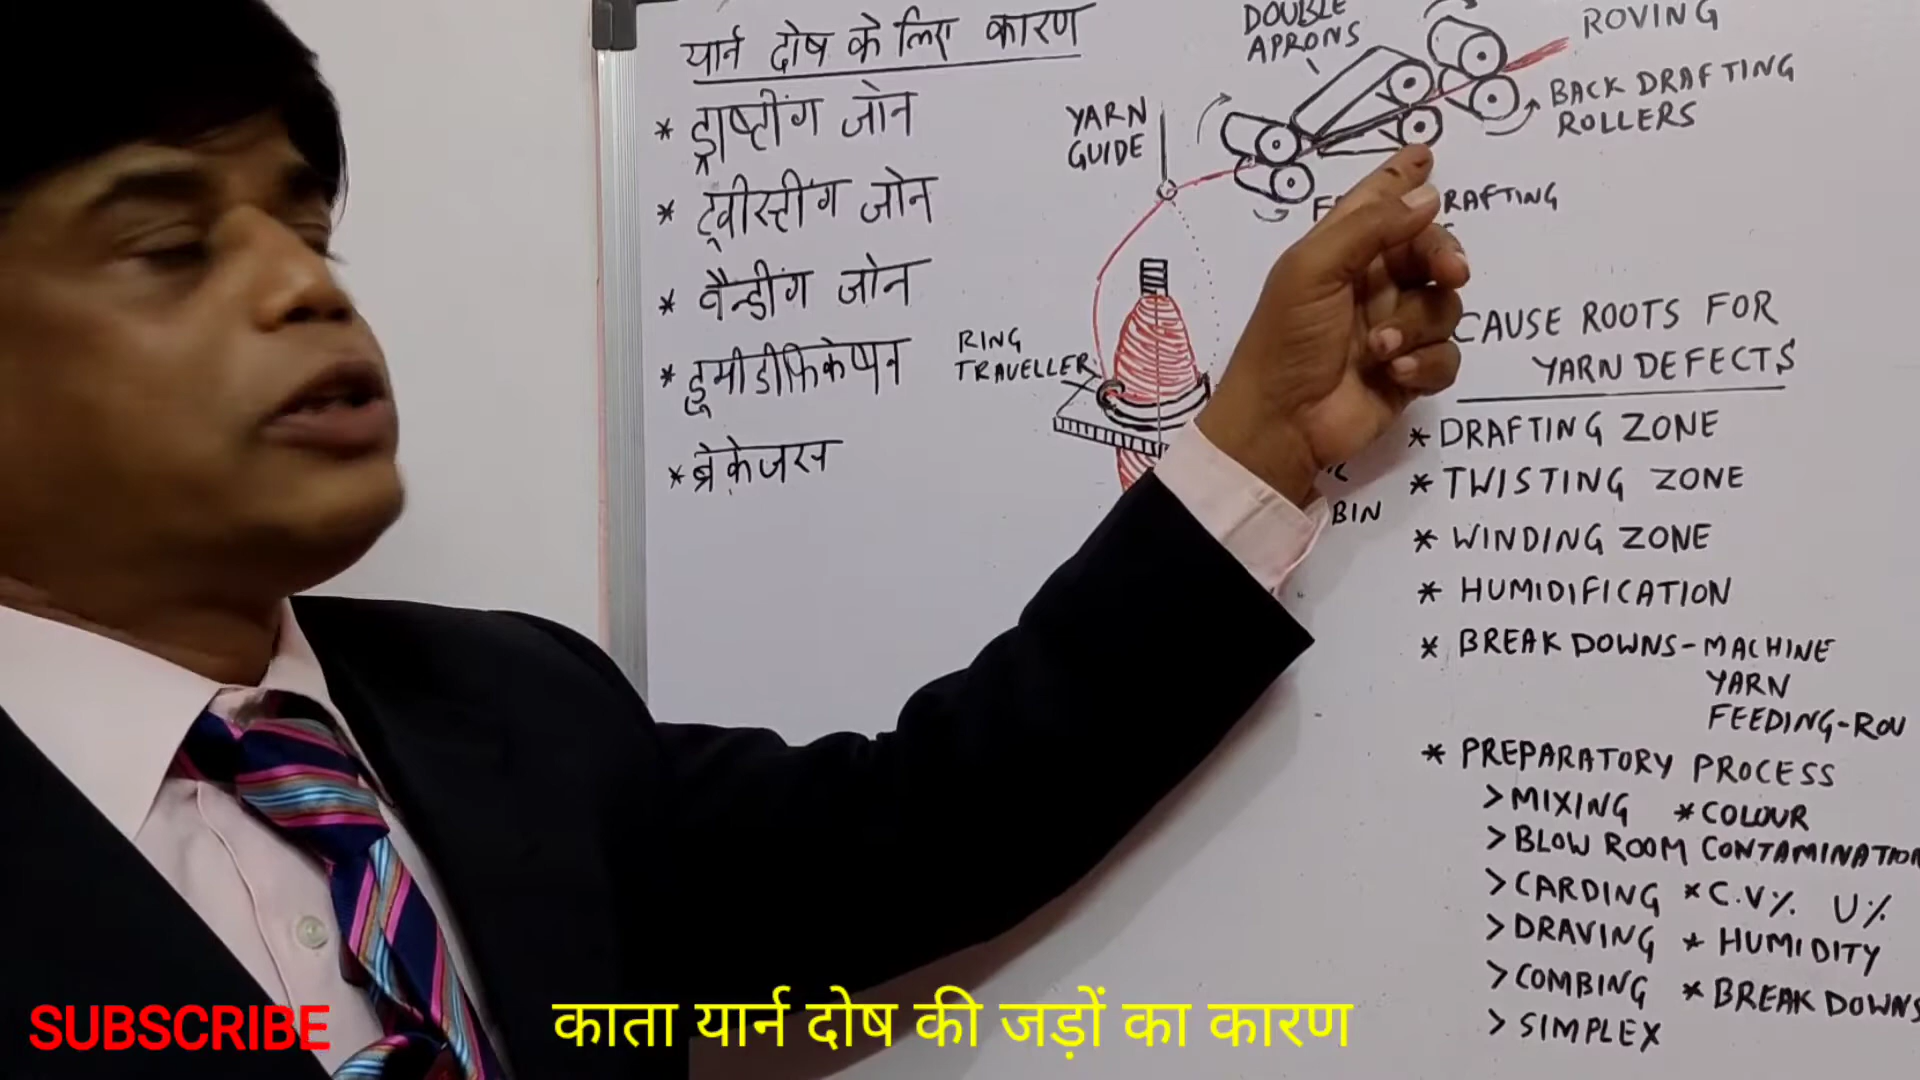 यार्न दोष के लिए कारण
* ड्राफ्टींग जोन
* ट्वीस्टींग जोन
* वैन्डींग जोन
* हूमीडीफिकेषन
* ब्रेकेजस
DOUBLE
APRONS
ROVING
BACK DRAFTING
ROLLERS
YARN
GUIDE
RAFTING
RING
TRAVELLER
BIN
CAUSE ROOTS FOR
YARN DEFECTS
* DRAFTING ZONE
* TWISTING ZONE
* WINDING ZONE
* HUMIDIFICATION
* BREAK DOWNS - MACHINE
YARN
FEEDING - ROV
* PREPARATORY PROCESS
> MIXING * COLOUR
> BLOW ROOM CONTAMINATION
> CARDING * C.V% U%
> DRAVING * HUMIDITY
> COMBING * BREAK DOWNS
> SIMPLEX
SUBSCRIBE
काता यार्न दोष की जड़ों का कारण